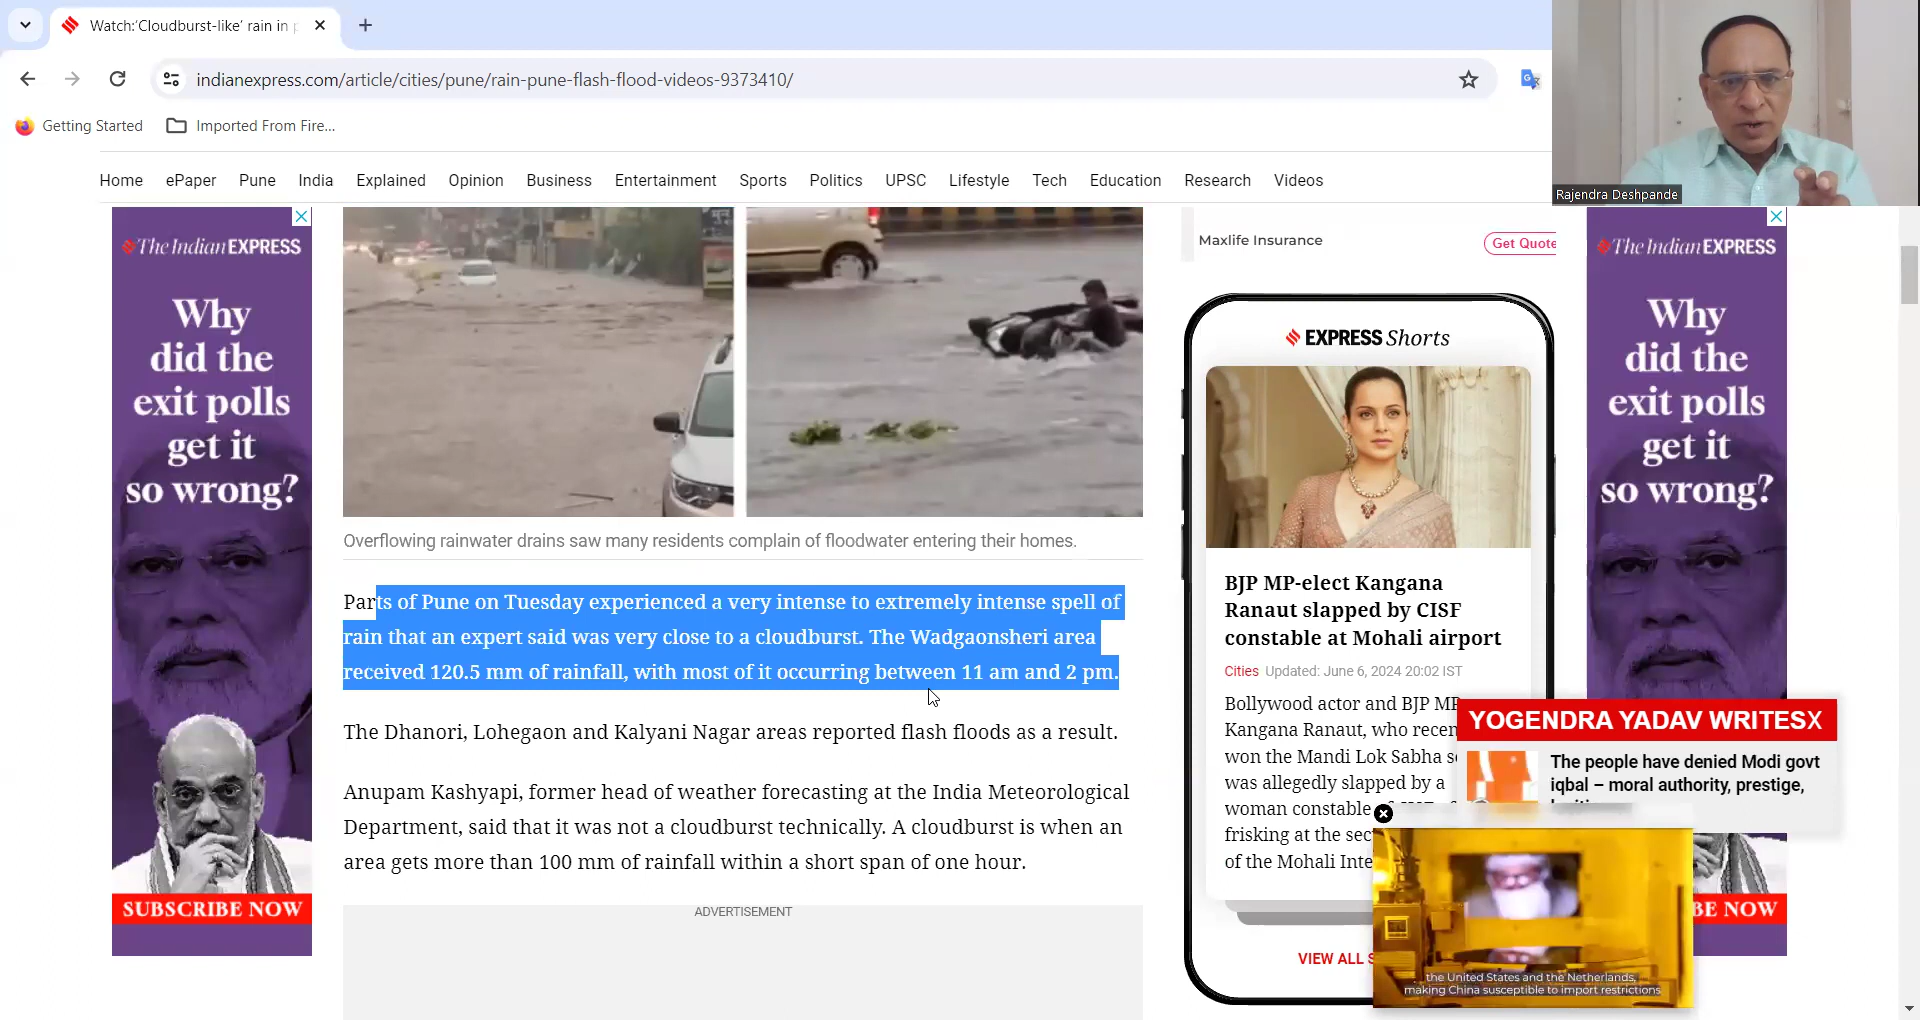 Watch:‘Cloudburst-like’ rain in
indianexpress.com/article/cities/pune/rain-pune-flash-flood-videos-9373410/
Getting Started
Imported From Fire...
Rajendra Deshpande
Home ePaper Pune India Explained Opinion Business Entertainment Sports Politics UPSC Lifestyle Tech Education Research Videos
The Indian EXPRESS
Why
did the
exit polls
get it
so wrong?
SUBSCRIBE NOW
Overflowing rainwater drains saw many residents complain of floodwater entering their homes.
Parts of Pune on Tuesday experienced a very intense to extremely intense spell of
rain that an expert said was very close to a cloudburst. The Wadgaonsheri area
received 120.5 mm of rainfall, with most of it occurring between 11 am and 2 pm.
The Dhanori, Lohegaon and Kalyani Nagar areas reported flash floods as a result.
Anupam Kashyapi, former head of weather forecasting at the India Meteorological
Department, said that it was not a cloudburst technically. A cloudburst is when an
area gets more than 100 mm of rainfall within a short span of one hour.
ADVERTISEMENT
Maxlife Insurance
Get Quote
EXPRESS Shorts
BJP MP-elect Kangana
Ranaut slapped by CISF
constable at Mohali airport
Cities Updated: June 6, 2024 20:02 IST
Bollywood actor and BJP MP
Kangana Ranaut, who recen
won the Mandi Lok Sabha s
was allegedly slapped by a
woman constable
frisking at the sec
of the Mohali Inte
VIEW ALL S
The Indian EXPRESS
Why
did the
exit polls
get it
so wrong?
BE NOW
YOGENDRA YADAV WRITES X
The people have denied Modi govt
iqbal – moral authority, prestige,
the United States and the Netherlands,
making China susceptible to import restrictions